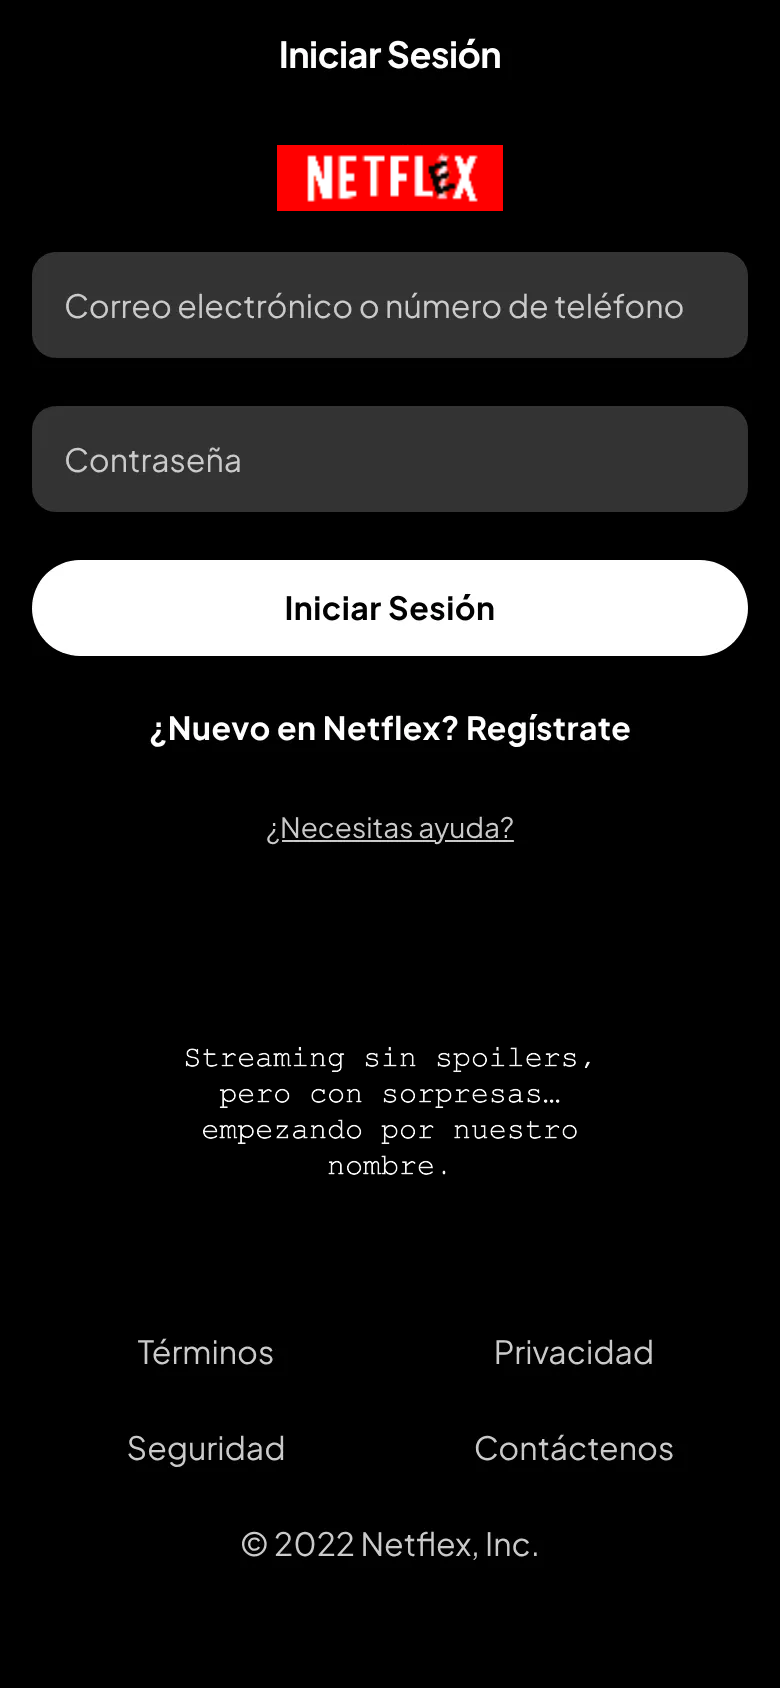 Iniciar Sesión
NETFLEX
Correo electrónico o número de teléfono
Contraseña
Iniciar Sesión
¿Nuevo en Netflex? Regístrate
¿Necesitas ayuda?
Streaming sin spoilers,
pero con sorpresas…
empezando por nuestro
nombre.
Términos
Privacidad
Seguridad
Contáctenos
© 2022 Netflex, Inc.